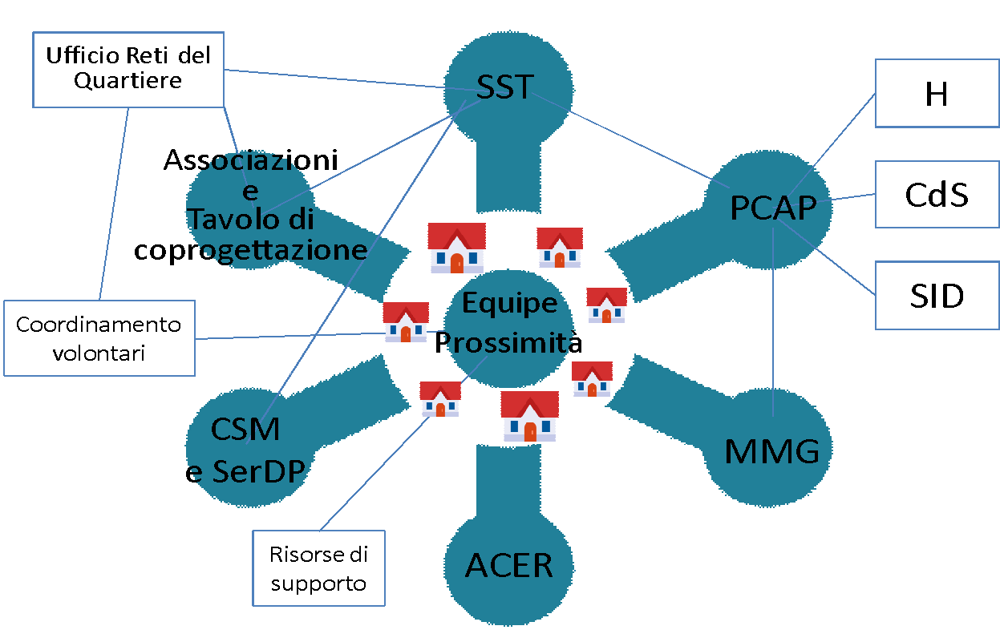 Ufficio Reti del
Quartiere
SST
H
Associazioni
e
Tavolo di
coprogettazione
PCAP
CdS
SID
Equipe
Prossimità
Coordinamento
volontari
CSM
e SerDP
MMG
Risorse di
supporto
ACER